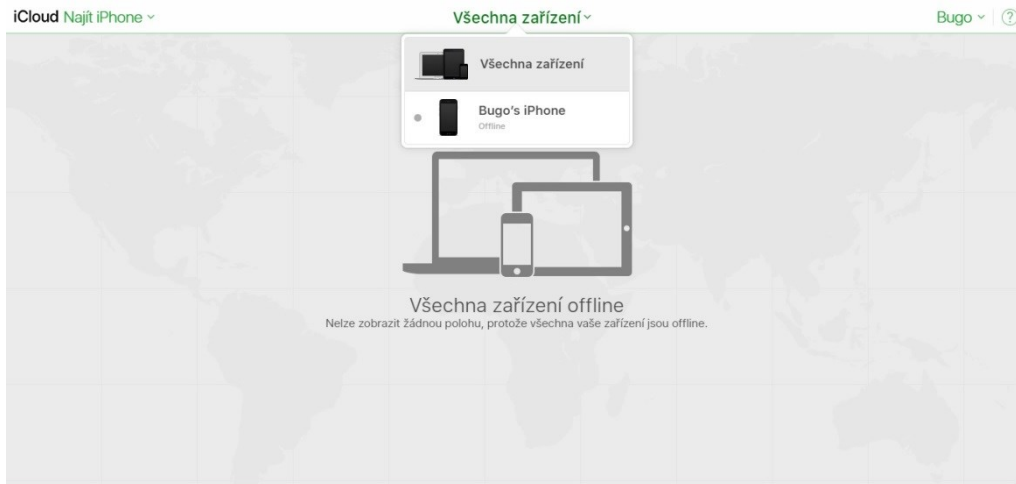 iCloud Najít iPhone
Všechna zařízení
Bugo
?
Všechna zařízení
Bugo's iPhone
Offline
Všechna zařízení offline
Nelze zobrazit žádnou polohu, protože všechna vaše zařízení jsou offline.